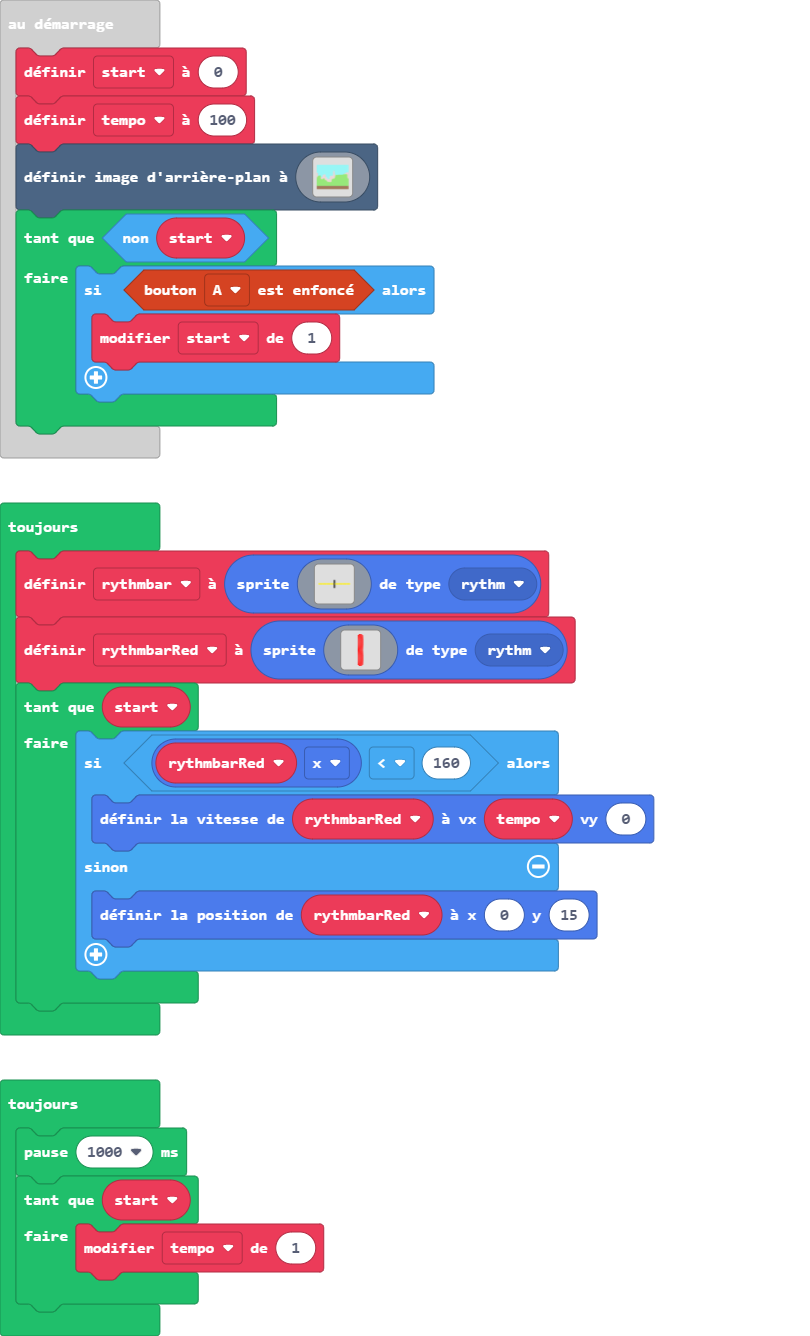 au démarrage
définir start à 0
définir tempo à 100
définir image d'arrière-plan à
tant que non start
faire si bouton A est enfoncé alors
modifier start de 1
toujours
définir rythmbar à sprite de type rythm
définir rythmbarRed à sprite de type rythm
tant que start
faire
si rythmbarRed x < 160 alors
définir la vitesse de rythmbarRed à vx tempo vy 0
sinon
définir la position de rythmbarRed à x 0 y 15
toujours
pause 1000 ms
tant que start
faire modifier tempo de 1